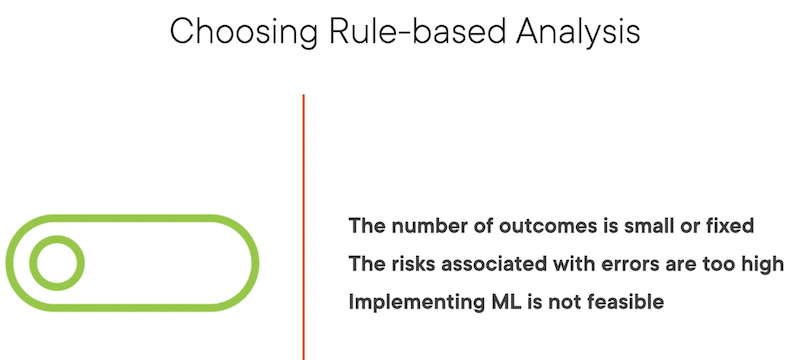 Choosing Rule-based Analysis
The number of outcomes is small or fixed
The risks associated with errors are too high
Implementing ML is not feasible